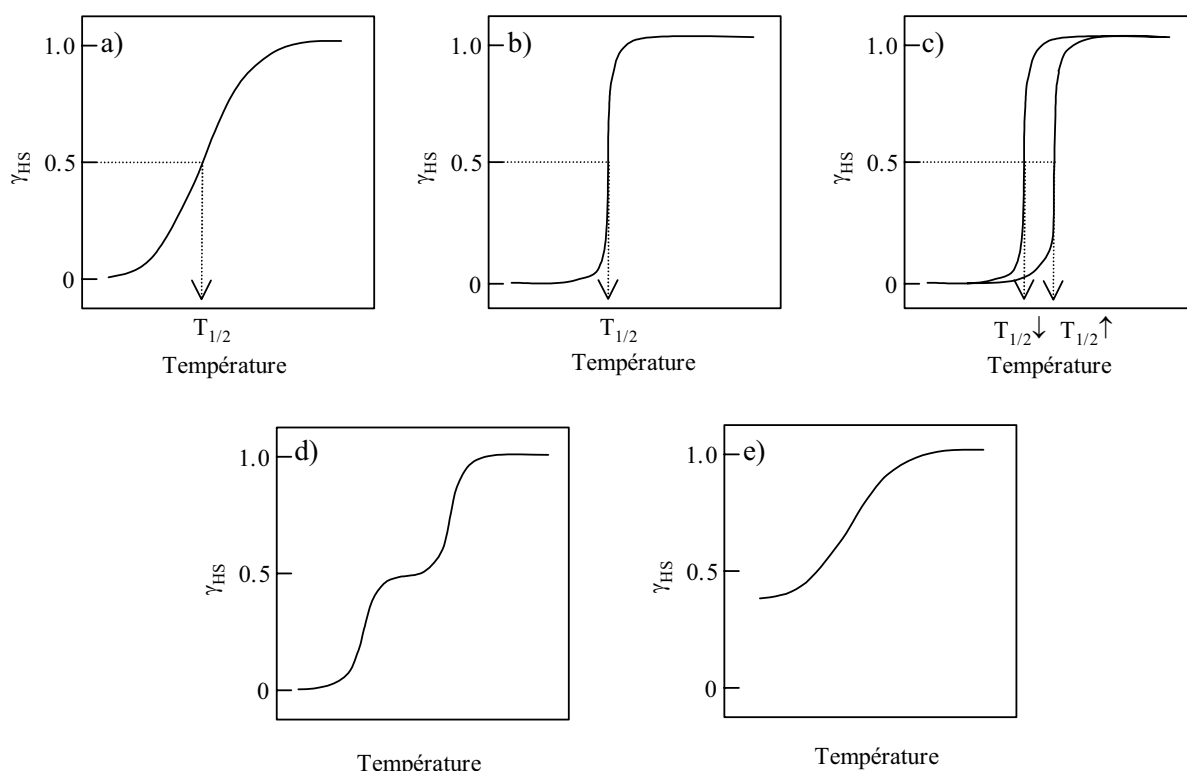 a)
1.0
0.5
0
γHS
T1/2
Température
b)
1.0
0.5
0
γHS
T1/2
Température
c)
1.0
0.5
0
γHS
T1/2↓ T1/2↑
Température
d)
1.0
0.5
0
γHS
Température
e)
1.0
0.5
0
γHS
Température